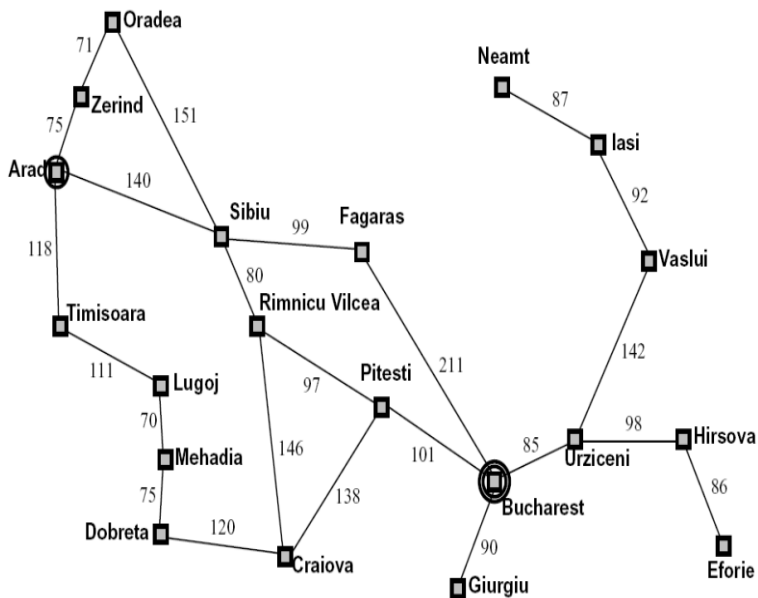 Oradea
71
Neamt
Zerind
87
75
151
Iasi
Arad
140
92
Sibiu
Fagaras
99
118
Vaslui
80
Timisoara
Rimnicu Vilcea
142
111
211
Lugoj
97
Pitesti
70
98
Hirsova
146
101
85
Urziceni
Mehadia
86
75
138
Bucharest
Dobreta
120
90
Craiova
Eforie
Giurgiu